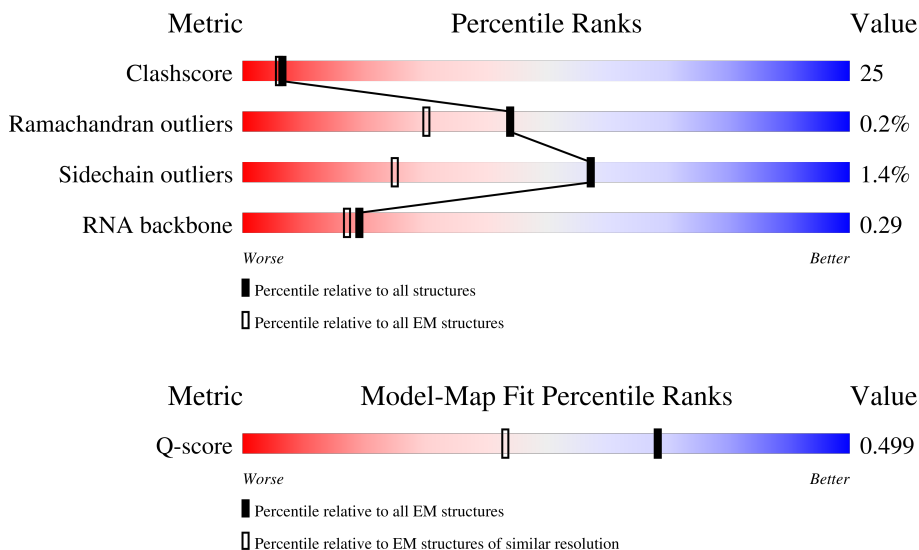 Metric Percentile Ranks Value
Clashscore 25
Ramachandran outliers 0.2%
Sidechain outliers 1.4%
RNA backbone 0.29
Worse Better
Percentile relative to all structures
Percentile relative to all EM structures
Metric Model-Map Fit Percentile Ranks Value
Q-score 0.499
Worse Better
Percentile relative to all EM structures
Percentile relative to EM structures of similar resolution